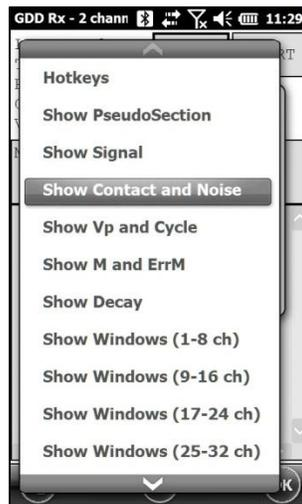 GDD Rx - 2 chann 11:29
Hotkeys
Show PseudoSection
Show Signal
Show Contact and Noise
Show Vp and Cycle
Show M and ErrM
Show Decay
Show Windows (1-8 ch)
Show Windows (9-16 ch)
Show Windows (17-24 ch)
Show Windows (25-32 ch)